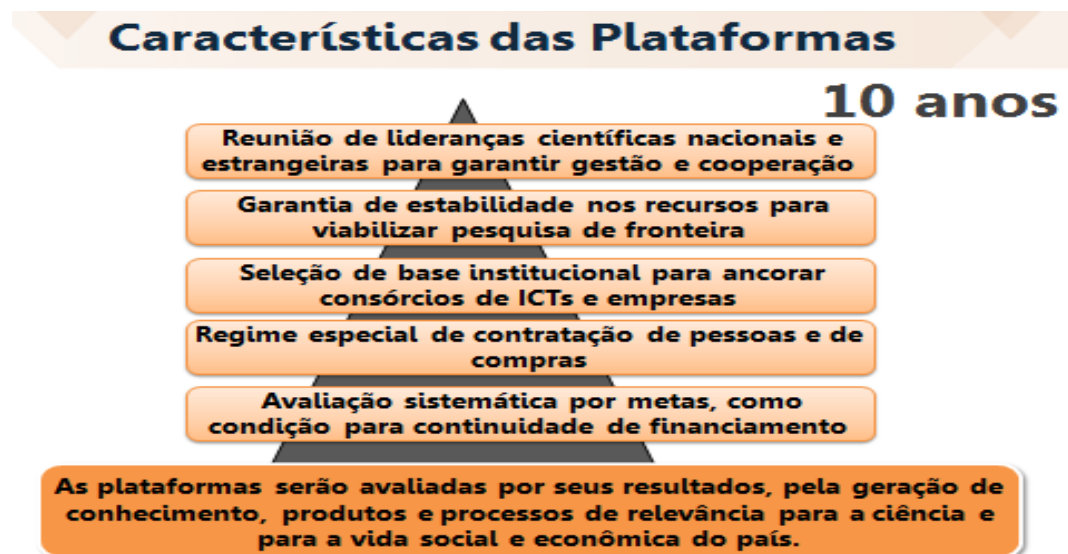 Características das Plataformas
10 anos
Reunião de lideranças científicas nacionais e
estrangeiras para garantir gestão e cooperação
Garantia de estabilidade nos recursos para
viabilizar pesquisa de fronteira
Seleção de base institucional para ancorar
consórcios de ICTs e empresas
Regime especial de contratação de pessoas e de
compras
Avaliação sistemática por metas, como
condição para continuidade de financiamento
As plataformas serão avaliadas por seus resultados, pela geração de
conhecimento, produtos e processos de relevância para a ciência e
para a vida social e econômica do país.